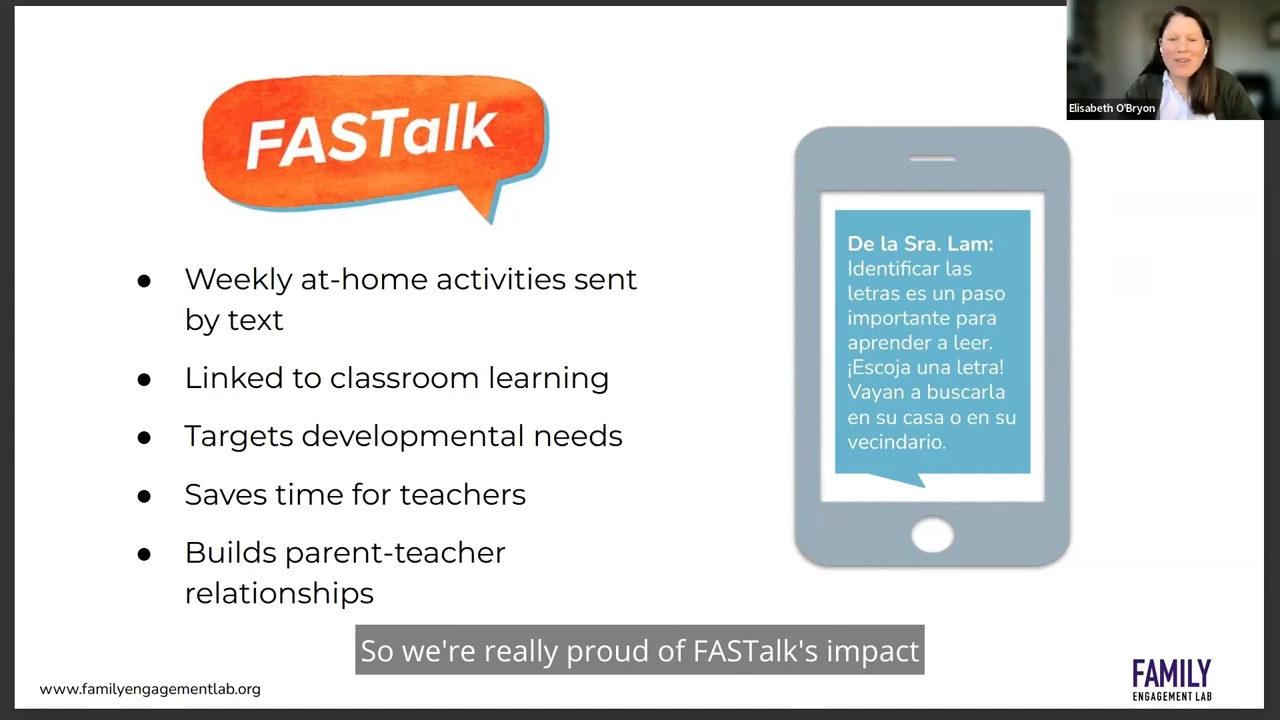 Elisabeth O'Bryon
FASTalk
● Weekly at-home activities sent
by text
● Linked to classroom learning
● Targets developmental needs
● Saves time for teachers
● Builds parent-teacher
relationships
De la Sra. Lam:
Identificar las
letras es un paso
importante para
aprender a leer.
¡Escoja una letra!
Vayan a buscarla
en su casa o en su
vecindario.
So we're really proud of FASTalk's impact
www.familyengagementlab.org
FAMILY
ENGAGEMENT LAB